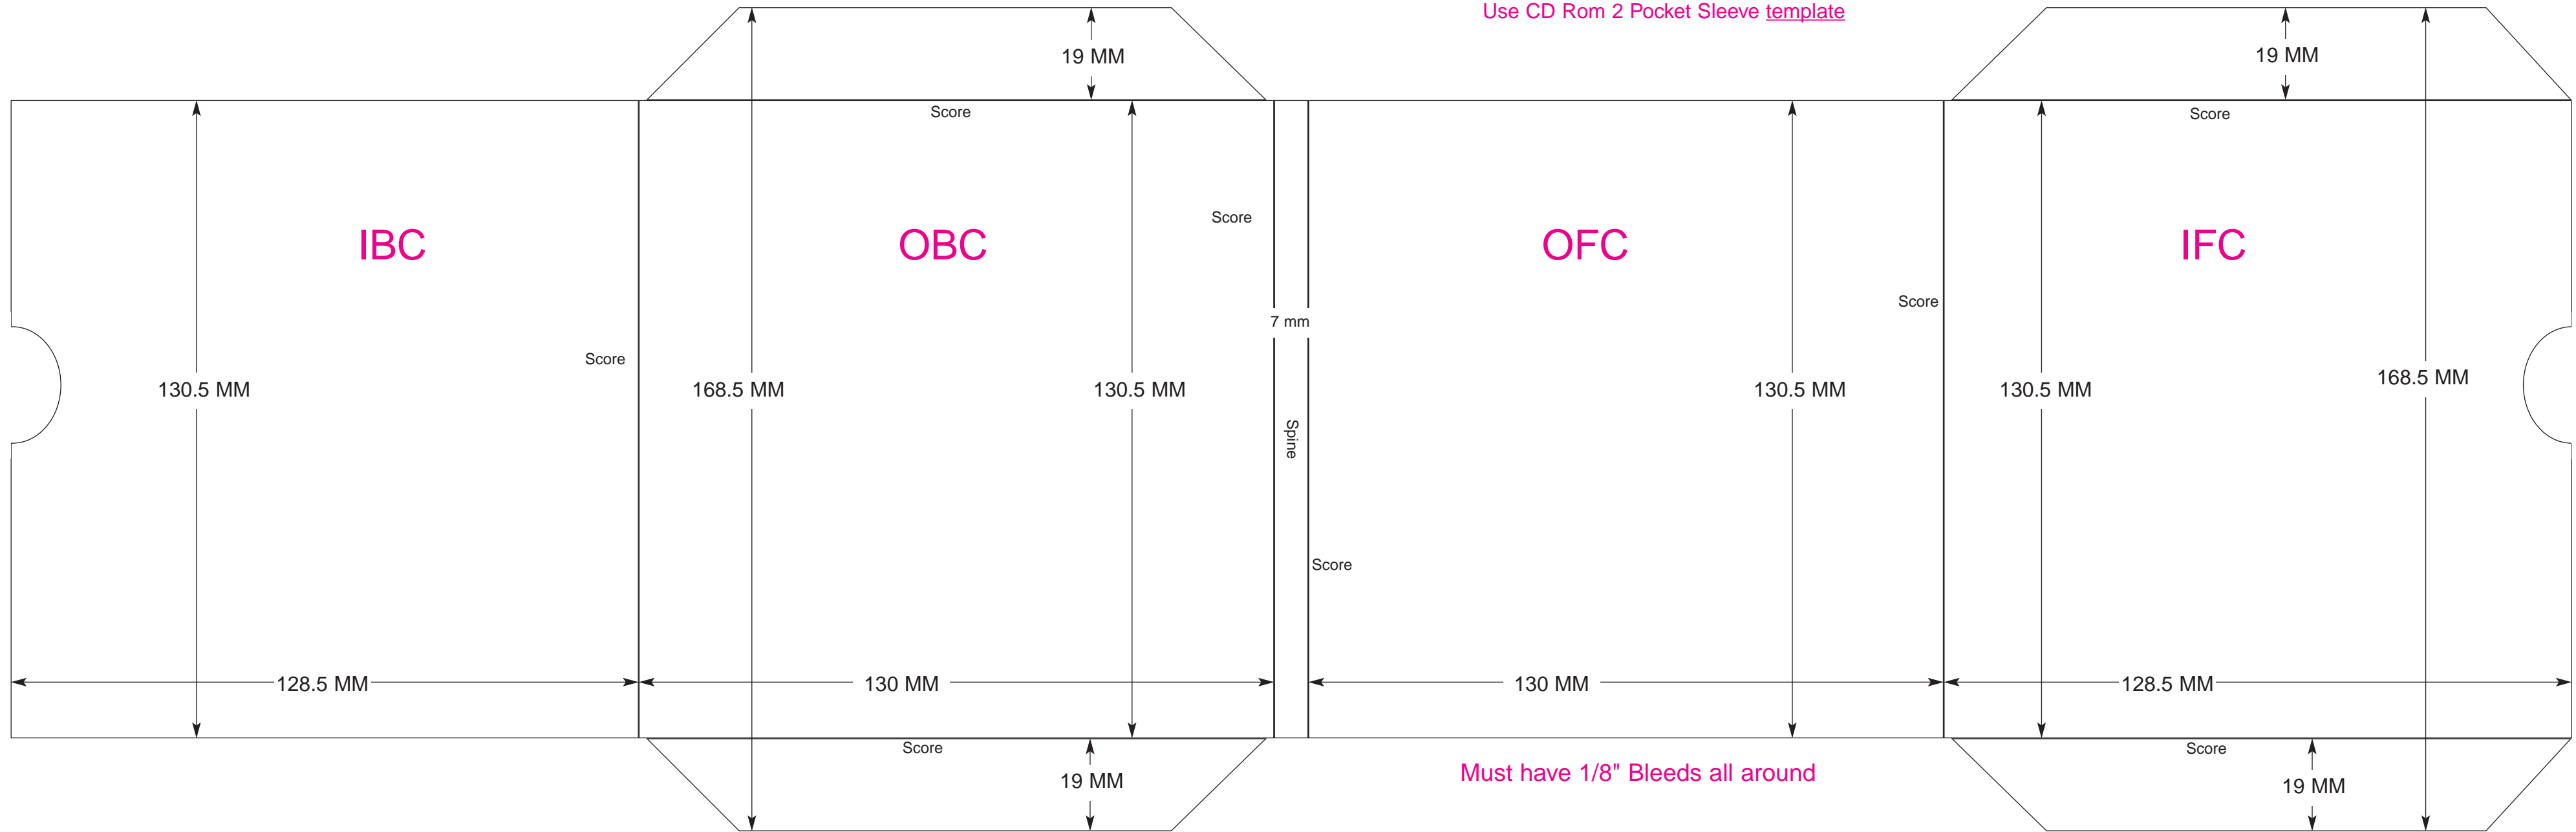 Use CD Rom 2 Pocket Sleeve template
19 MM
19 MM
Score
Score
Score
IBC
OBC
OFC
IFC
Score
7 mm
Score
168.5 MM
130.5 MM
168.5 MM
130.5 MM
130.5 MM
130.5 MM
Spine
Score
128.5 MM
130 MM
130 MM
128.5 MM
Score
Score
Must have 1/8" Bleeds all around
19 MM
19 MM